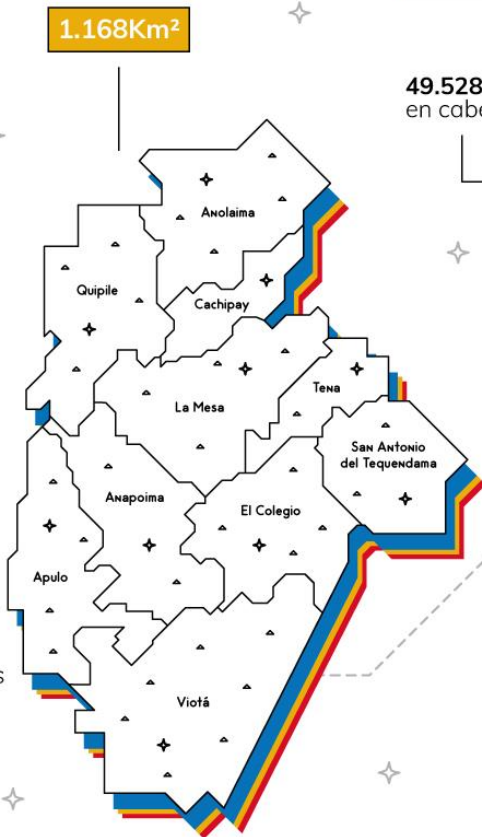 1.168Km²
49.528
en cabe
Anolaima
Quipile
Cachipay
La Mesa
Tena
San Antonio
del Tequendama
Anapoima
El Colegio
Apulo
s
Viotá